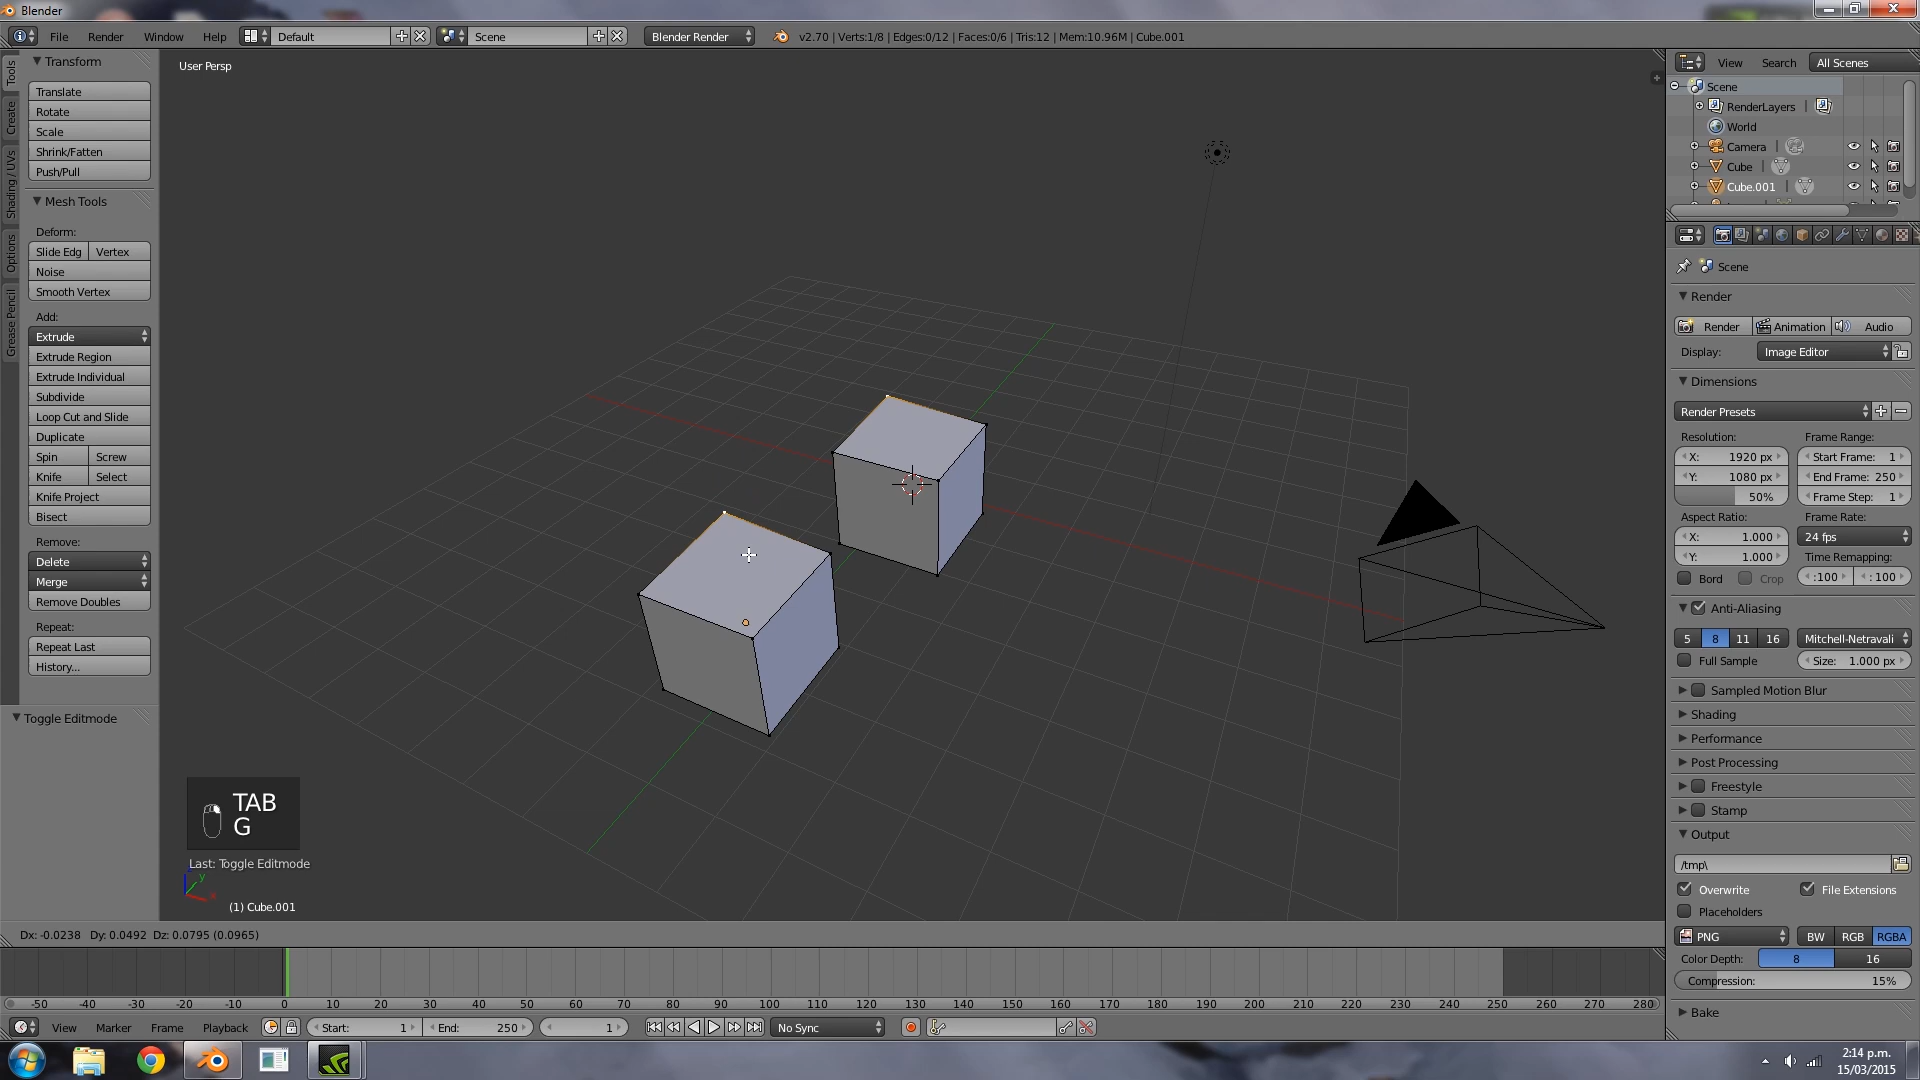 Blender
File Render Window Help Default Scene Blender Render v2.70 | Verts:1/8 | Edges:0/12 | Faces:0/6 | Tris:12 | Mem:10.96M | Cube.001
View Search All Scenes
User Persp
Tools
Create
Shading / UVs
Options
Grease Pencil
Transform
Translate
Rotate
Scale
Shrink/Fatten
Push/Pull
Mesh Tools
Deform:
Slide Edg Vertex
Noise
Smooth Vertex
Add:
Extrude
Extrude Region
Extrude Individual
Subdivide
Loop Cut and Slide
Duplicate
Spin Screw
Knife Select
Knife Project
Bisect
Remove:
Delete
Merge
Remove Doubles
Repeat:
Repeat Last
History...
Toggle Editmode
TAB
G
Last: Toggle Editmode
y
(1) Cube.001
Dx: -0.0238 Dy: 0.0492 Dz: 0.0795 (0.0965)
Scene
RenderLayers
World
Camera
Cube
Cube.001
Scene
Render
Render Animation Audio
Display: Image Editor
Dimensions
Render Presets
Resolution: Frame Range:
X: 1920 px Start Frame: 1
Y: 1080 px End Frame: 250
50% Frame Step: 1
Aspect Ratio: Frame Rate:
X: 1.000 24 fps
Y: 1.000 Time Remapping:
Bord Crop :100 : 100
Anti-Aliasing
5 8 11 16 Mitchell-Netravali
Full Sample Size: 1.000 px
Sampled Motion Blur
Shading
Performance
Post Processing
Freestyle
Stamp
Output
/tmp\
Overwrite File Extensions
Placeholders
PNG BW RGB RGBA
Color Depth: 8 16
Compression: 15%
Bake
-50 -40 -30 -20 -10 0 10 20 30 40 50 60 70 80 90 100 110 120 130 140 150 160 170 180 190 200 210 220 230 240 250 260 270 280
View Marker Frame Playback Start: 1 End: 250 1 No Sync
2:14 p.m.
15/03/2015